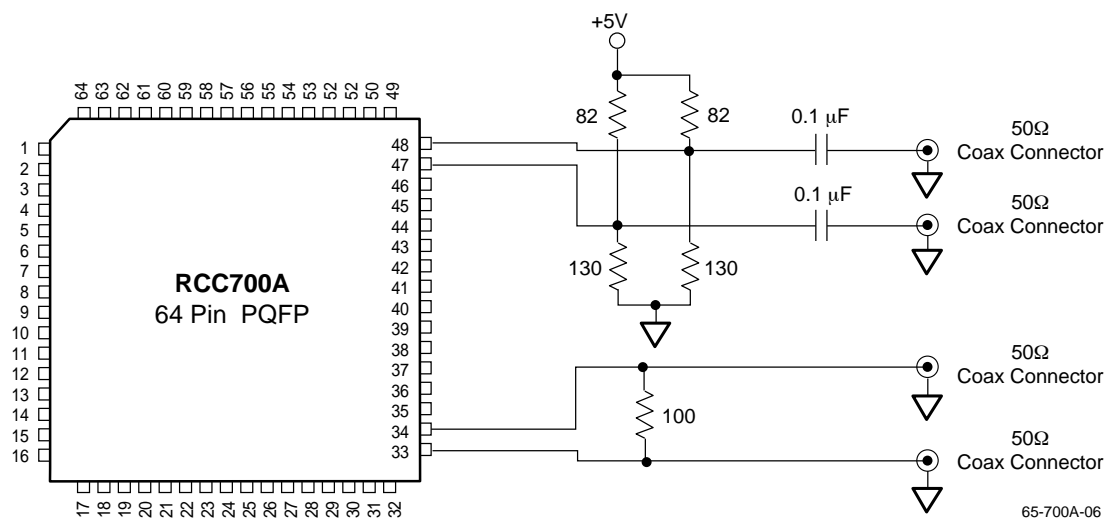 +5V
64 63 62 61 60 59 58 57 56 55 54 53 52 52 50 49
82
82
0.1 µF
50Ω
Coax Connector
0.1 µF
50Ω
Coax Connector
130
130
1
2
3
4
5
6
7
8
9
10
11
12
13
14
15
16
RCC700A
64 Pin PQFP
48
47
46
45
44
43
42
41
40
39
38
37
36
35
34
33
50Ω
Coax Connector
100
50Ω
Coax Connector
17 18 19 20 21 22 23 24 25 26 27 28 29 30 31 32
65-700A-06